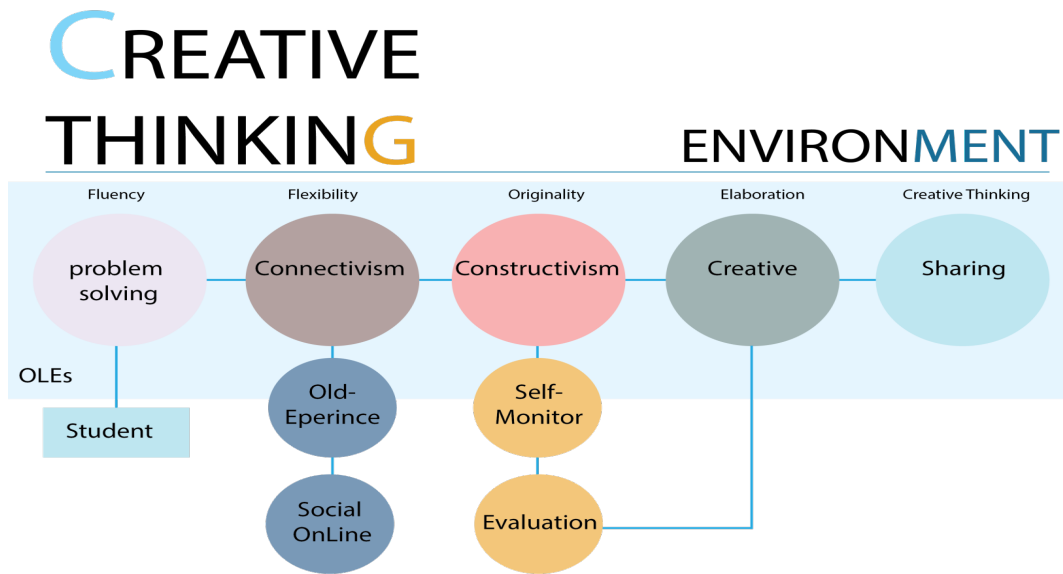 CREATIVE
THINKING
ENVIRONMENT
Fluency
Flexibility
Originality
Elaboration
Creative Thinking
problem
solving
Connectivism
Constructivism
Creative
Sharing
OLEs
Student
Old-
Eperince
Self-
Monitor
Social
OnLine
Evaluation